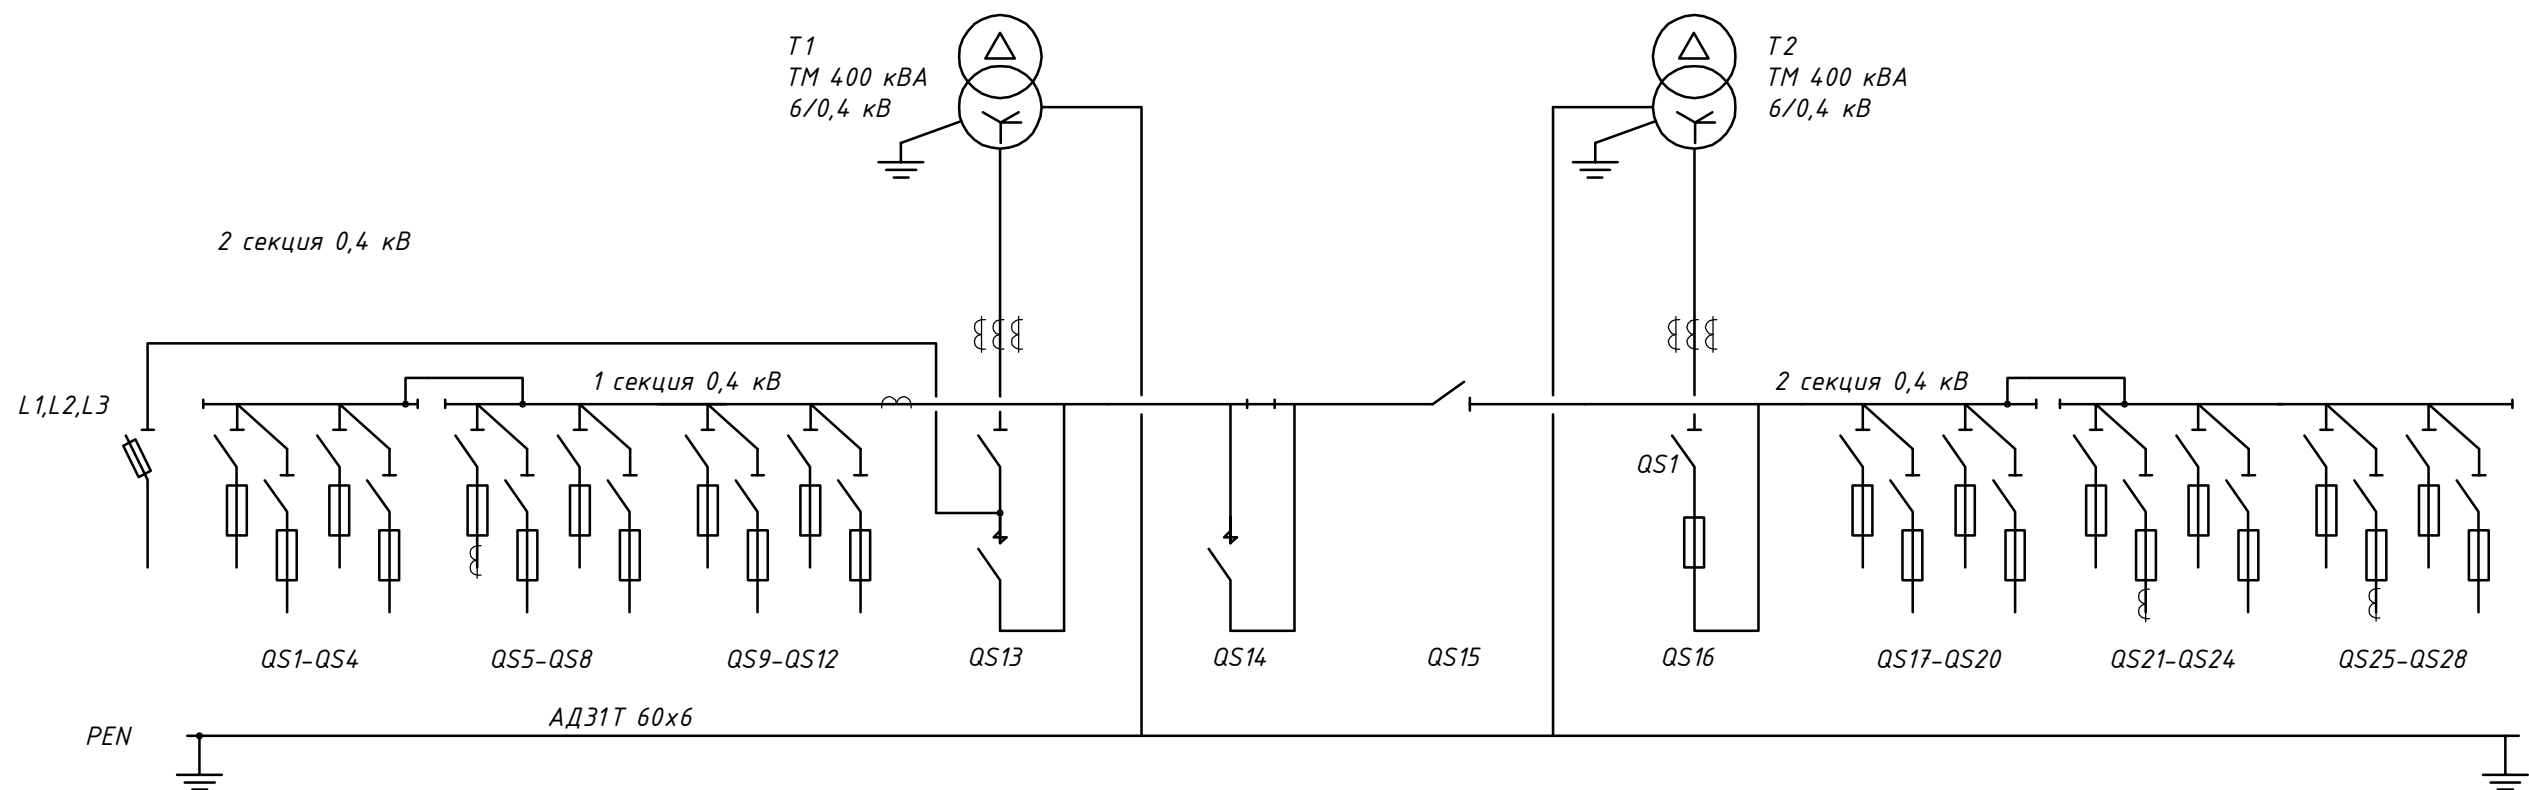 T1
ТМ 400 кВА
6/0,4 кВ
T2
ТМ 400 кВА
6/0,4 кВ
2 секция 0,4 кВ
1 секция 0,4 кВ
2 секция 0,4 кВ
L1,L2,L3
QS1
QS1-QS4
QS5-QS8
QS9-QS12
QS13
QS14
QS15
QS16
QS17-QS20
QS21-QS24
QS25-QS28
АД31Т 60х6
PEN